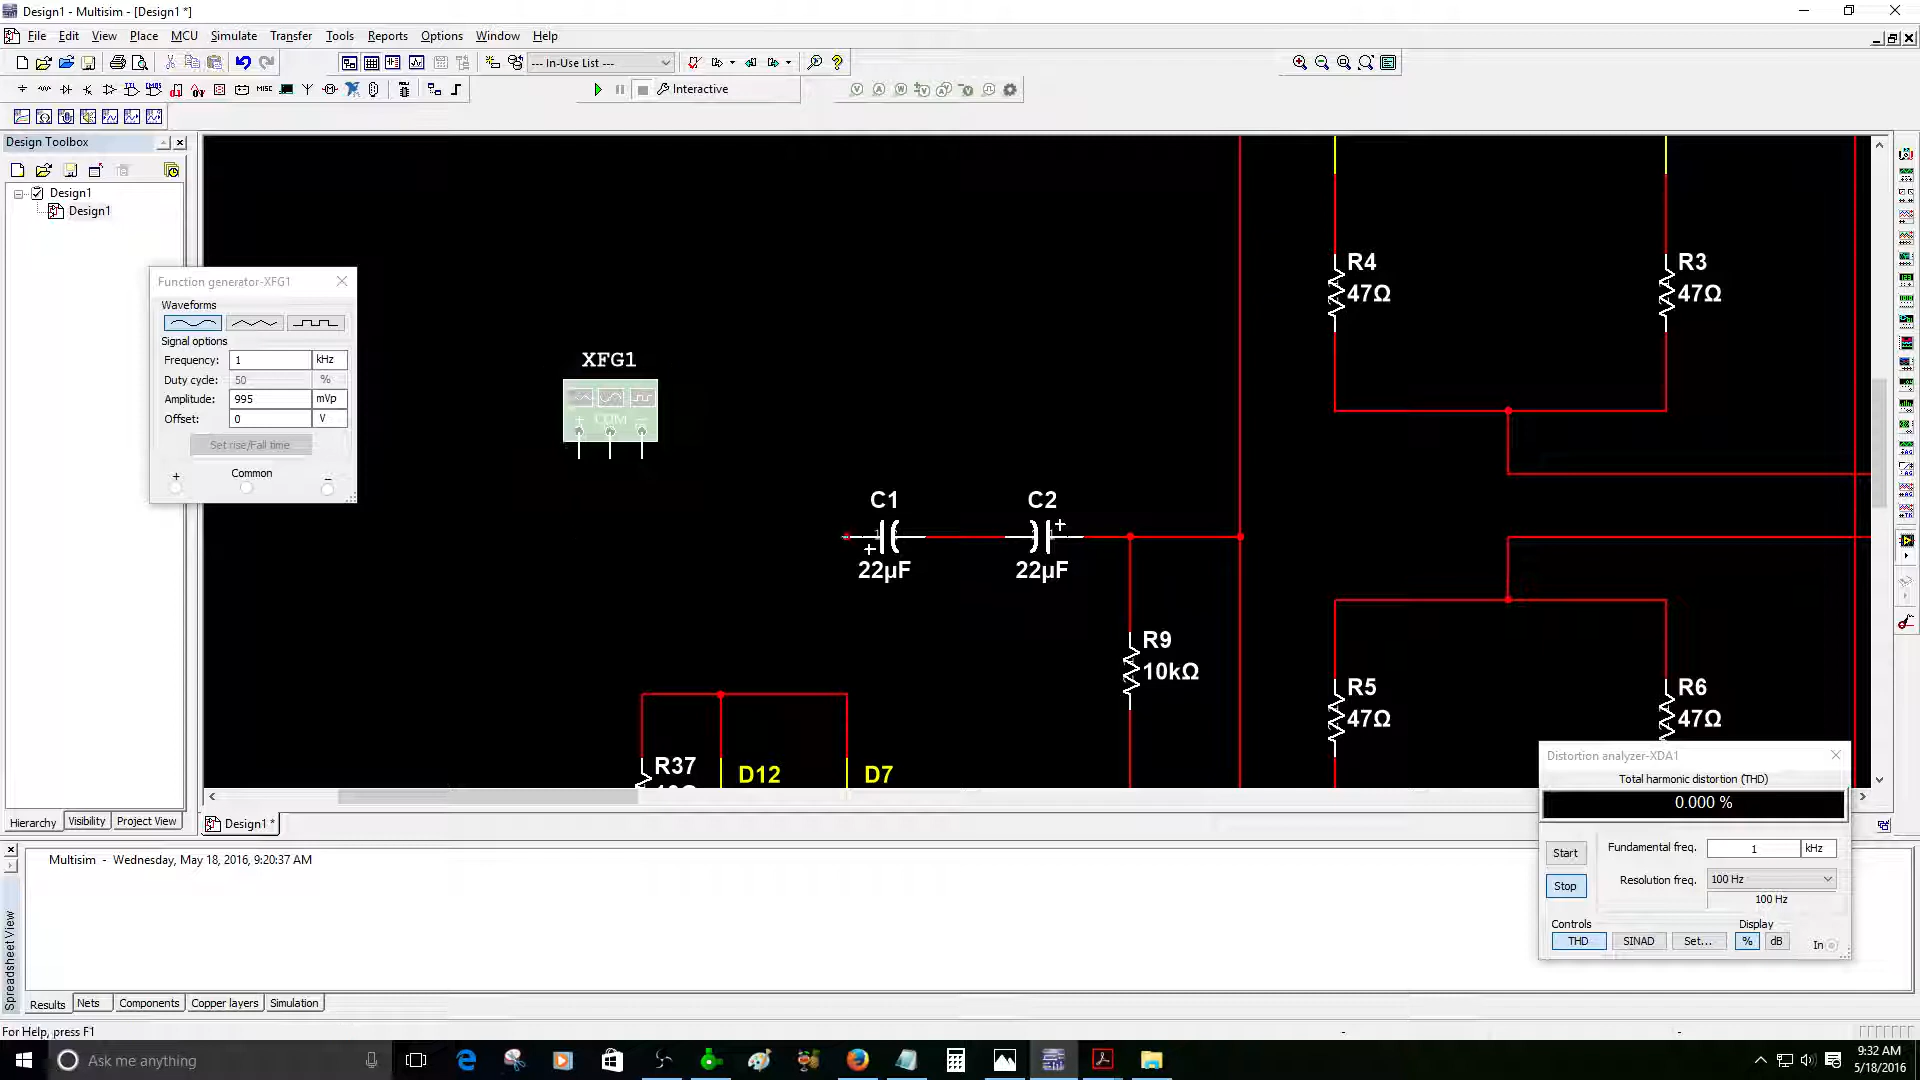 Design1 - Multisim - [Design1 *]
File Edit View Place MCU Simulate Transfer Tools Reports Options Window Help
--- In-Use List ---
Interactive
Design Toolbox
Design1
Design1
Function generator-XFG1
Waveforms
Signal options
Frequency: 1 kHz
Duty cycle: 50 %
Amplitude: 995 mVp
Offset: 0 V
Set rise/Fall time
+ Common −
XFG1
COM
R4
47Ω
R3
47Ω
C1
22µF
C2
22µF
R9
10kΩ
R5
47Ω
R6
47Ω
R37
D12
D7
Distortion analyzer-XDA1
Total harmonic distortion (THD)
0.000 %
Start
Fundamental freq. 1 kHz
Stop
Resolution freq. 100 Hz
100 Hz
Controls Display
THD SINAD Set... % dB In
Hierarchy Visibility Project View
Design1 *
Multisim - Wednesday, May 18, 2016, 9:20:37 AM
Spreadsheet View
Results Nets Components Copper layers Simulation
For Help, press F1
Ask me anything
9:32 AM
5/18/2016